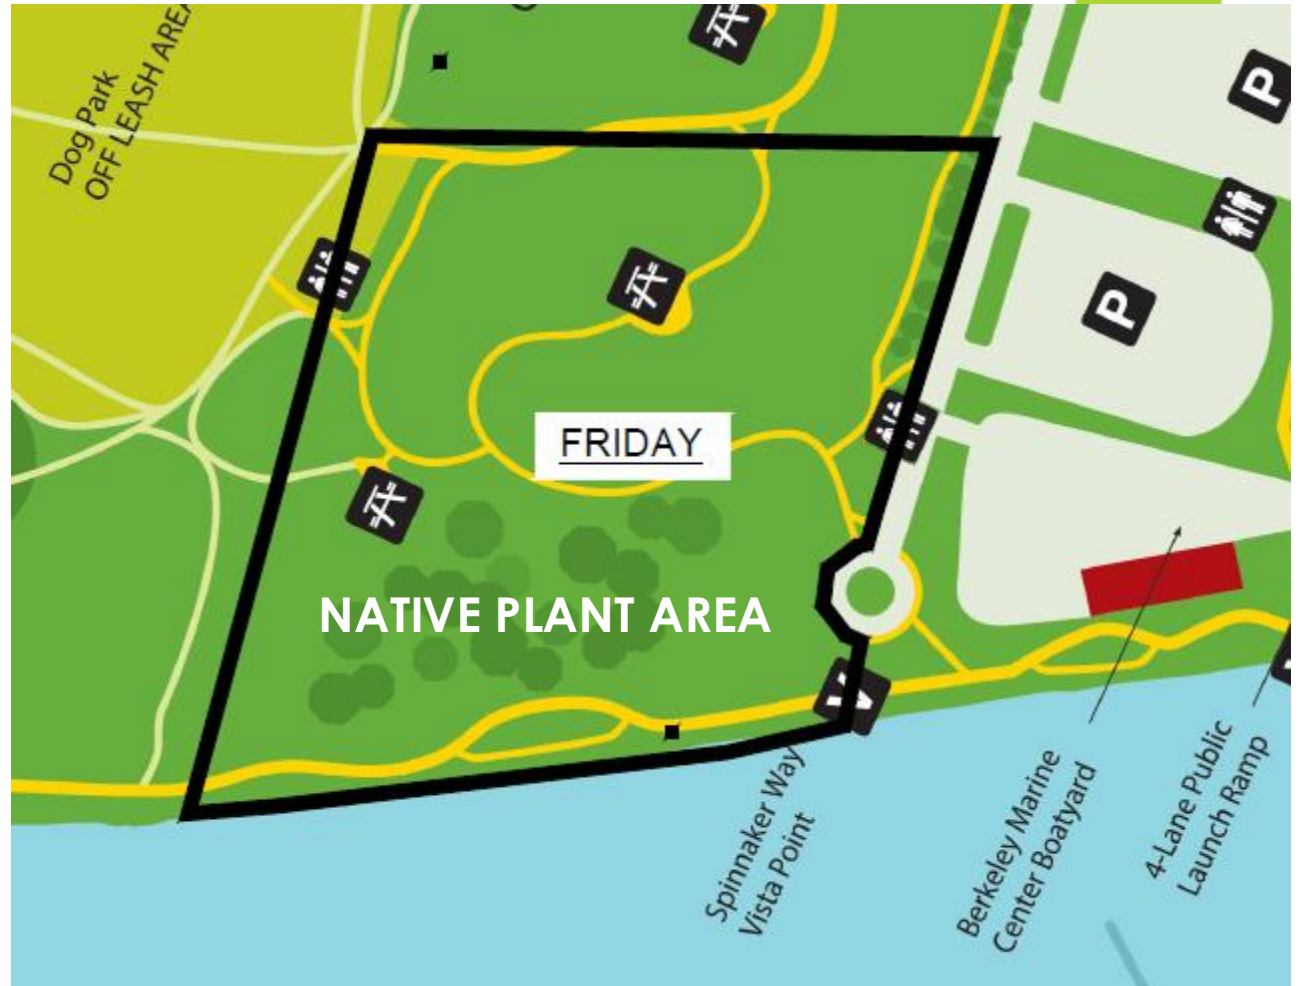 Dog Park
OFF LEASH AREA
P
P
FRIDAY
NATIVE PLANT AREA
Spinnaker Way
Vista Point
Berkeley Marine
Center Boatyard
4-Lane Public
Launch Ramp